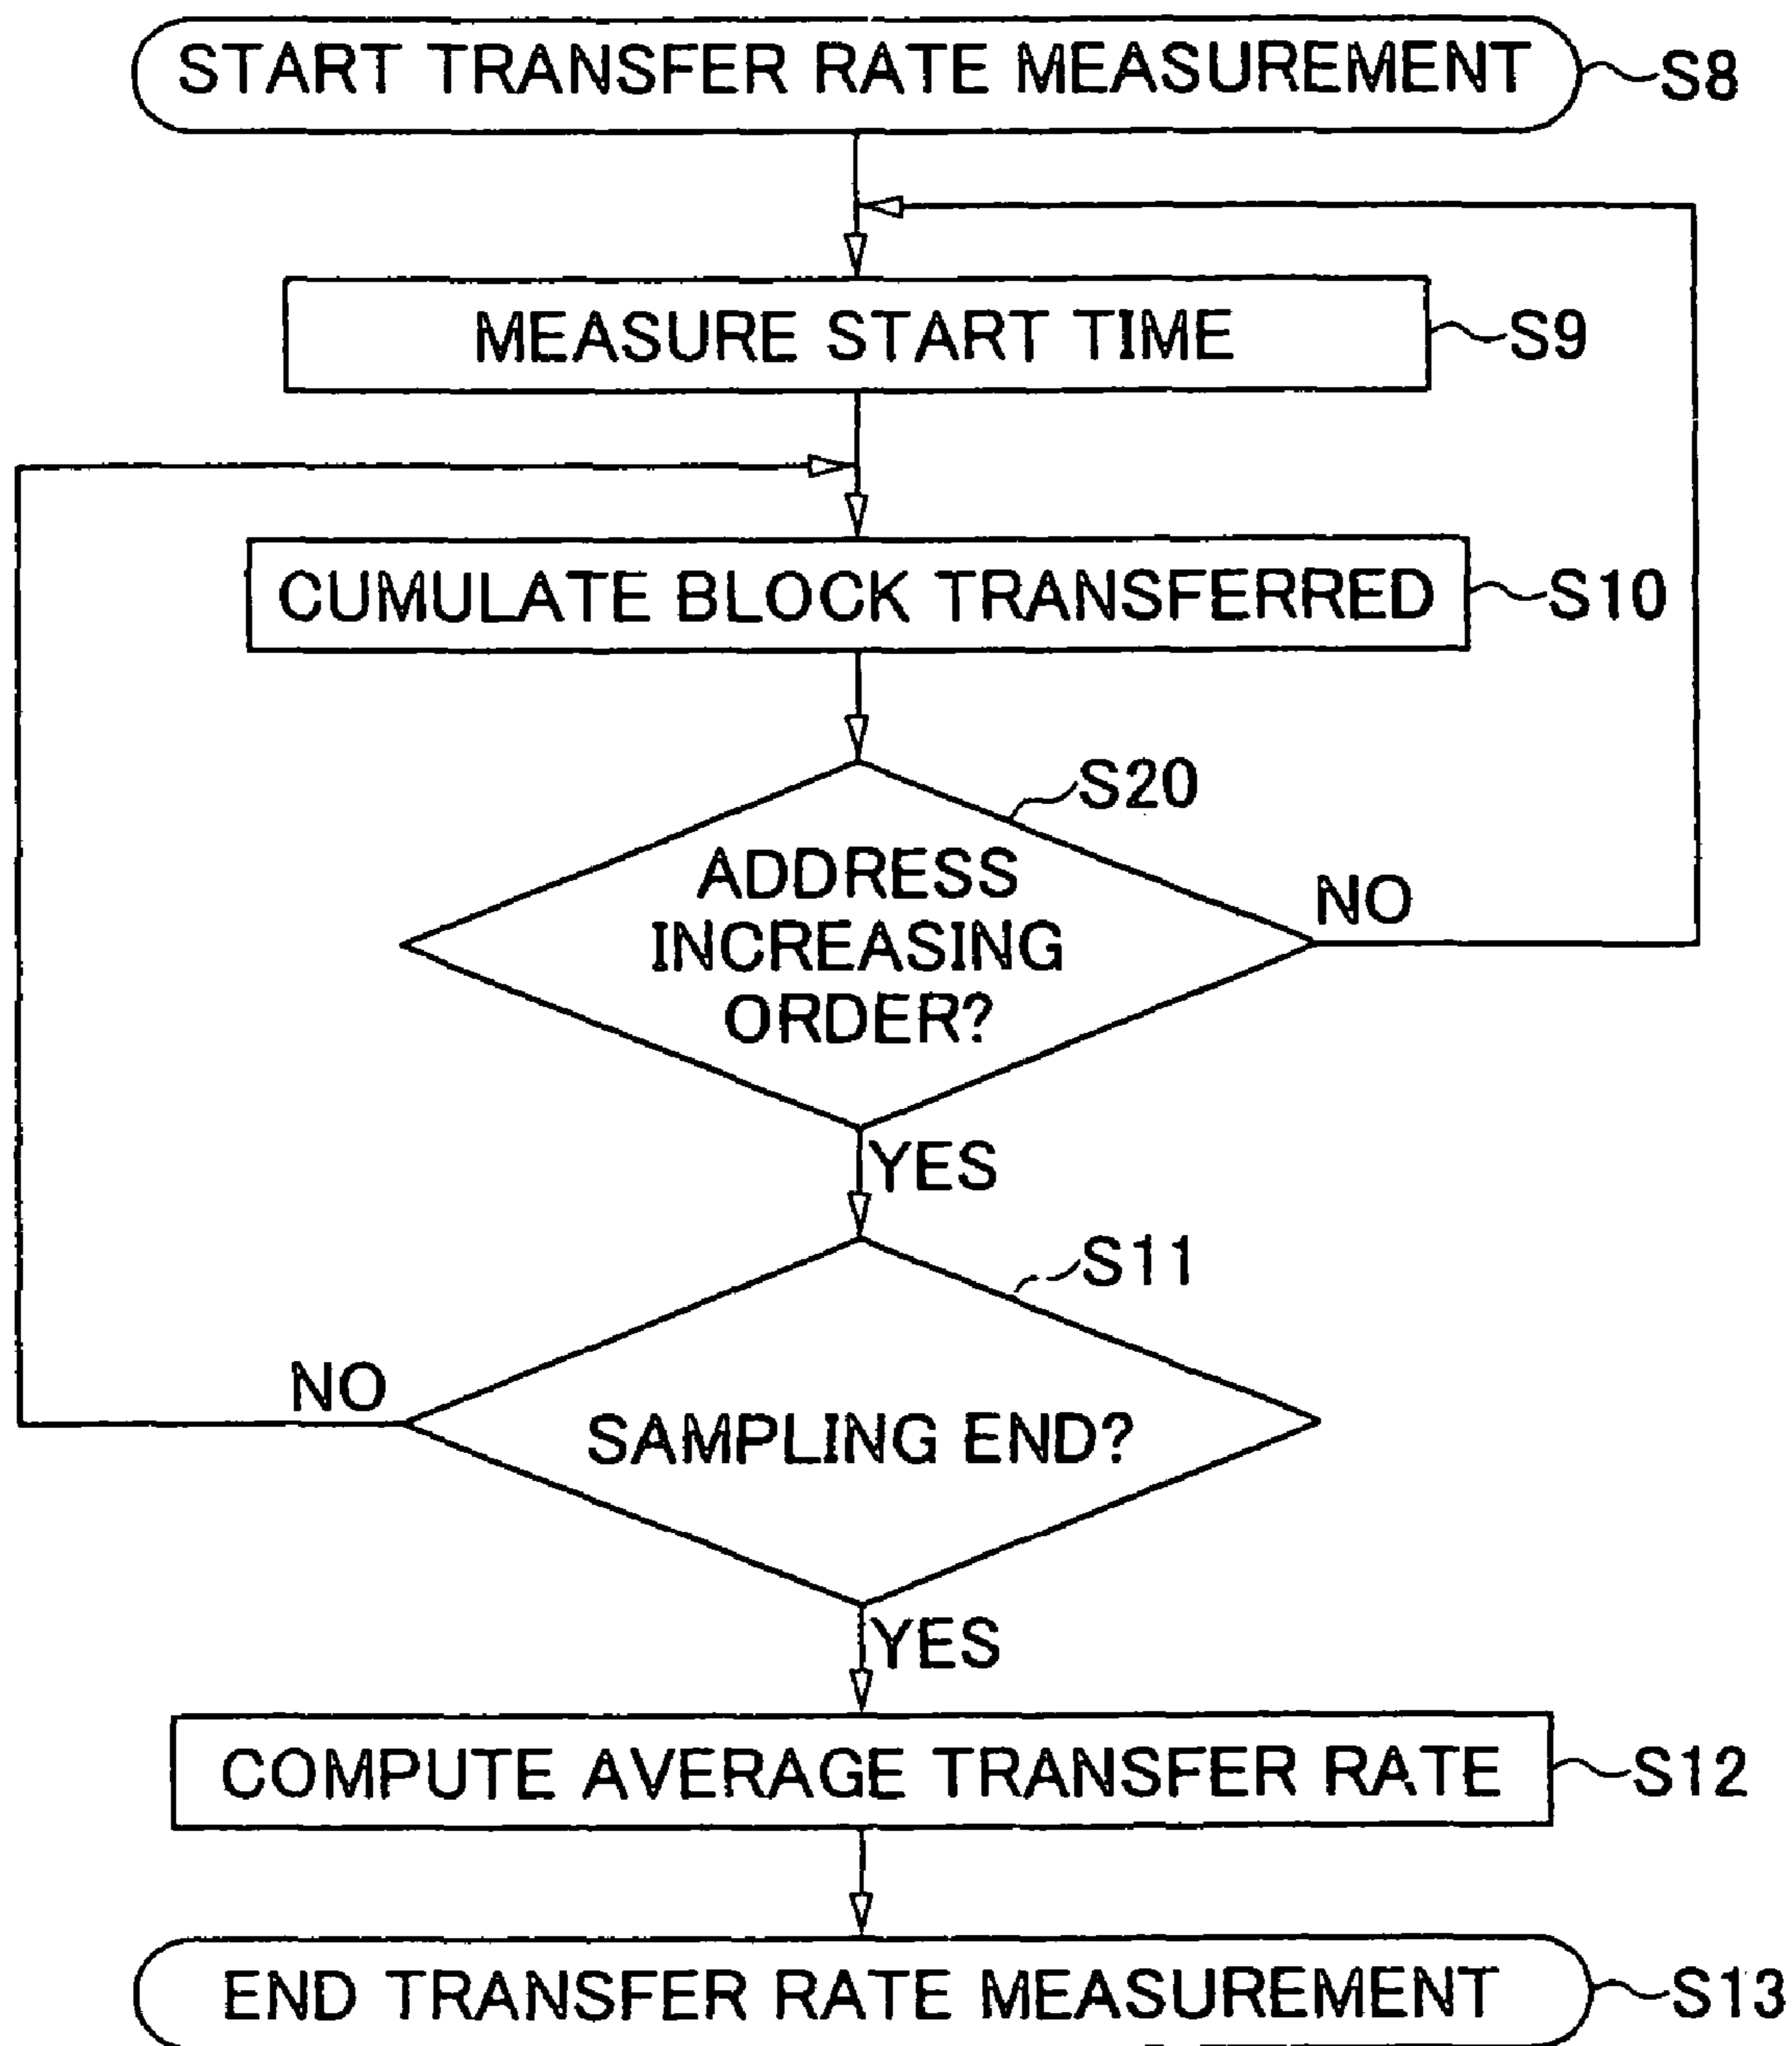 START TRANSFER RATE MEASUREMENT S8
MEASURE START TIME S9
CUMULATE BLOCK TRANSFERRED S10
S20
ADDRESS
INCREASING
ORDER?
NO
YES
S11
NO
SAMPLING END?
YES
COMPUTE AVERAGE TRANSFER RATE S12
END TRANSFER RATE MEASUREMENT S13